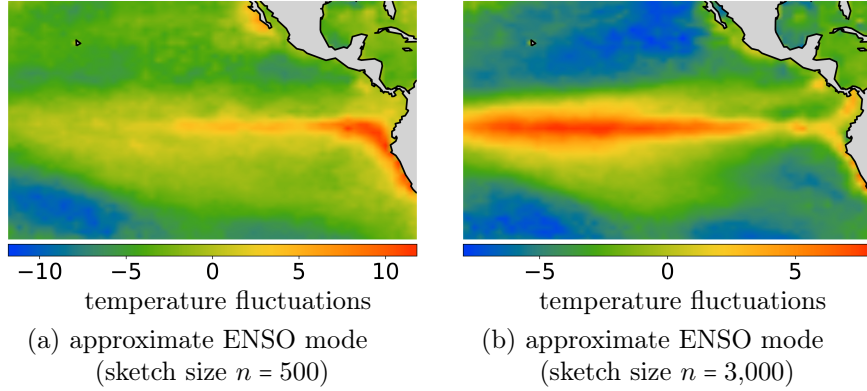 −10 −5 0 5 10
temperature fluctuations
(a) approximate ENSO mode
(sketch size n = 500)
−5 0 5
temperature fluctuations
(b) approximate ENSO mode
(sketch size n = 3,000)